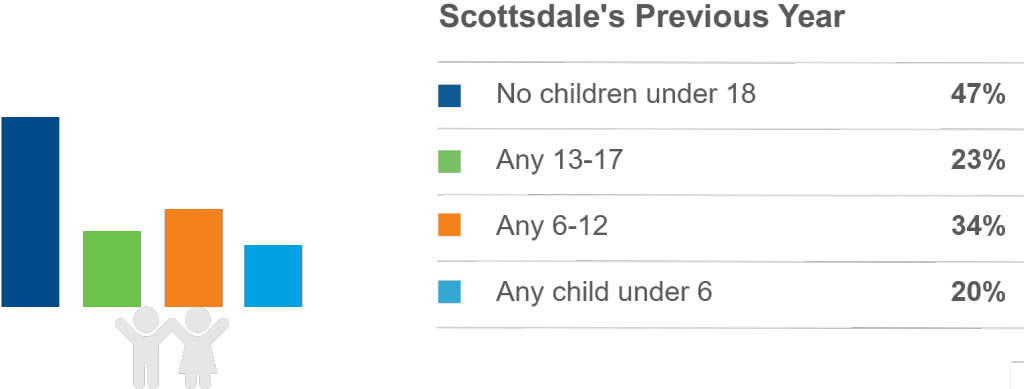 Scottsdale's Previous Year
No children under 18 47%
Any 13-17 23%
Any 6-12 34%
Any child under 6 20%